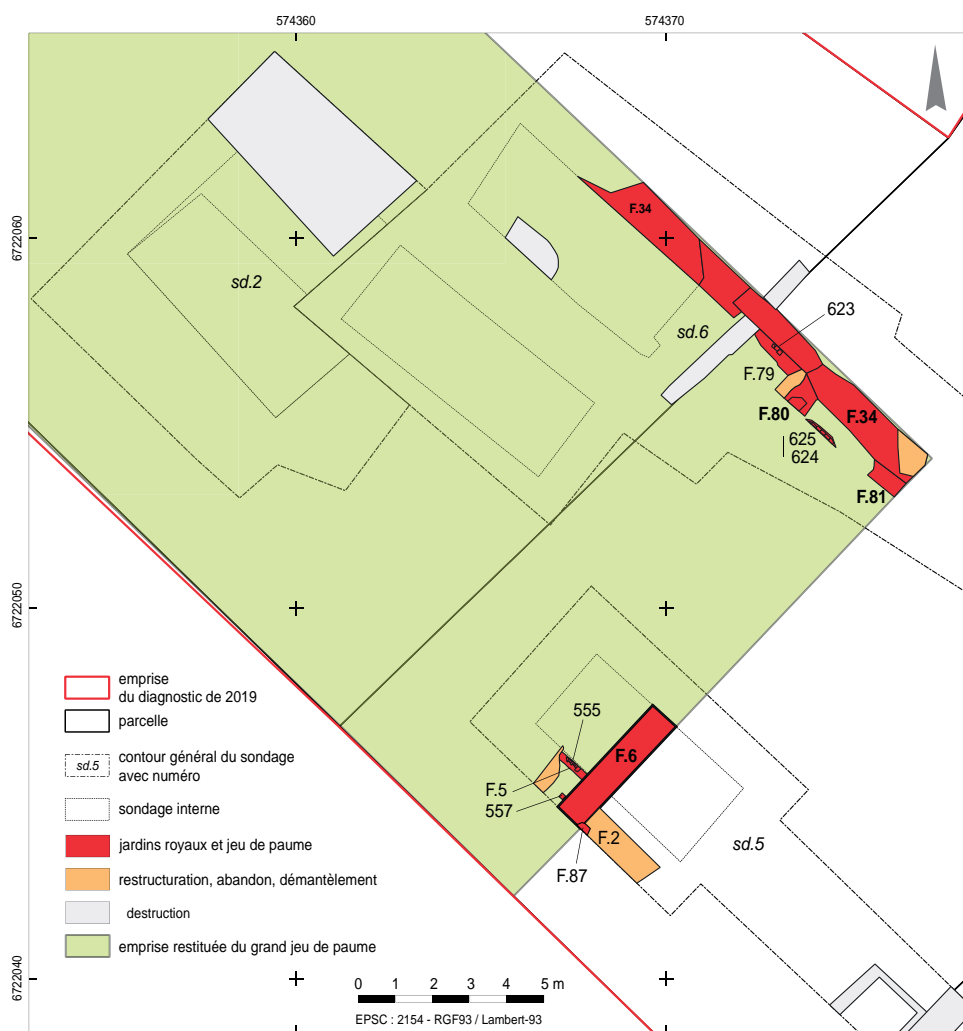 574360
574370
6722060
6722050
6722040
F.34
sd.2
sd.6
623
F.79
F.80
F.34
625
624
F.81
555
F.6
F.5
557
F.2
F.87
sd.5
emprise
du diagnostic de 2019
parcelle
sd.5
contour général du sondage
avec numéro
sondage interne
jardins royaux et jeu de paume
restructuration, abandon, démantèlement
destruction
emprise restituée du grand jeu de paume
0 1 2 3 4 5 m
EPSC : 2154 - RGF93 / Lambert-93